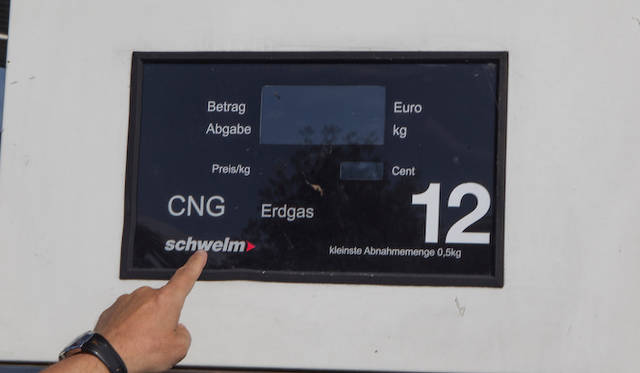 Betrag Euro
Abgabe kg
Preis/kg Cent
CNG Erdgas
12
schwelm
kleinste Abnahmemenge 0,5kg